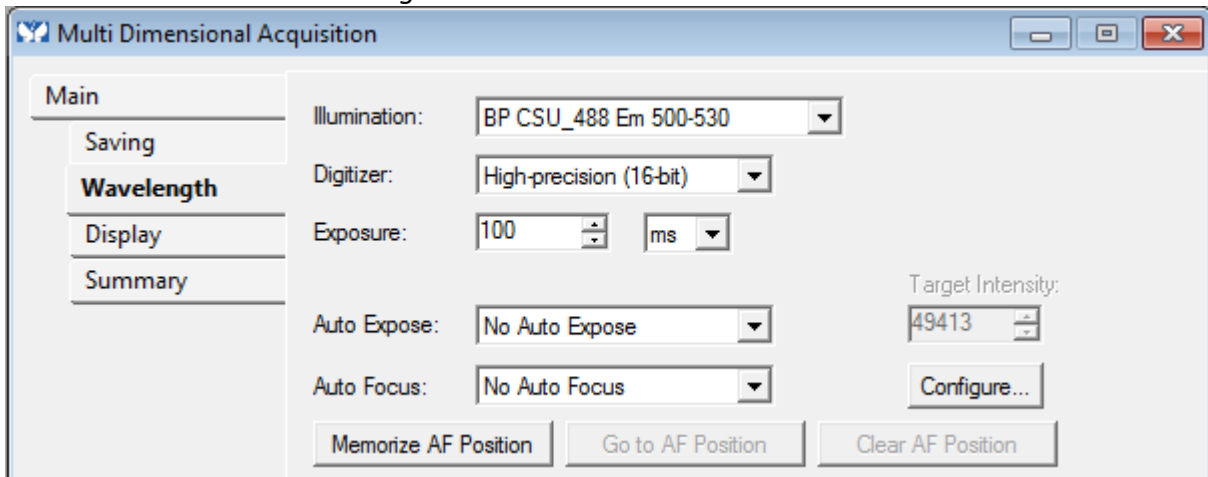 Multi Dimensional Acquisition
Main
Saving
Wavelength
Display
Summary
Illumination: BP CSU_488 Em 500-530
Digitizer: High-precision (16-bit)
Exposure: 100 ms
Target Intensity:
Auto Expose: No Auto Expose 49413
Auto Focus: No Auto Focus Configure...
Memorize AF Position Go to AF Position Clear AF Position